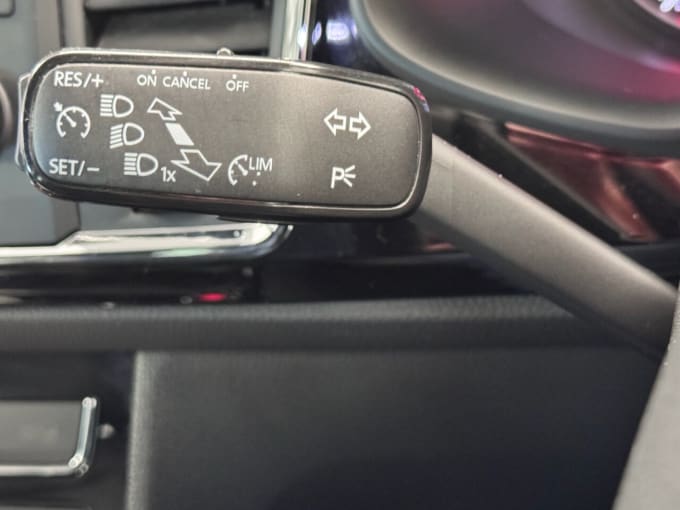 RES/+ ON CANCEL OFF
SET/- 1x LIM
P